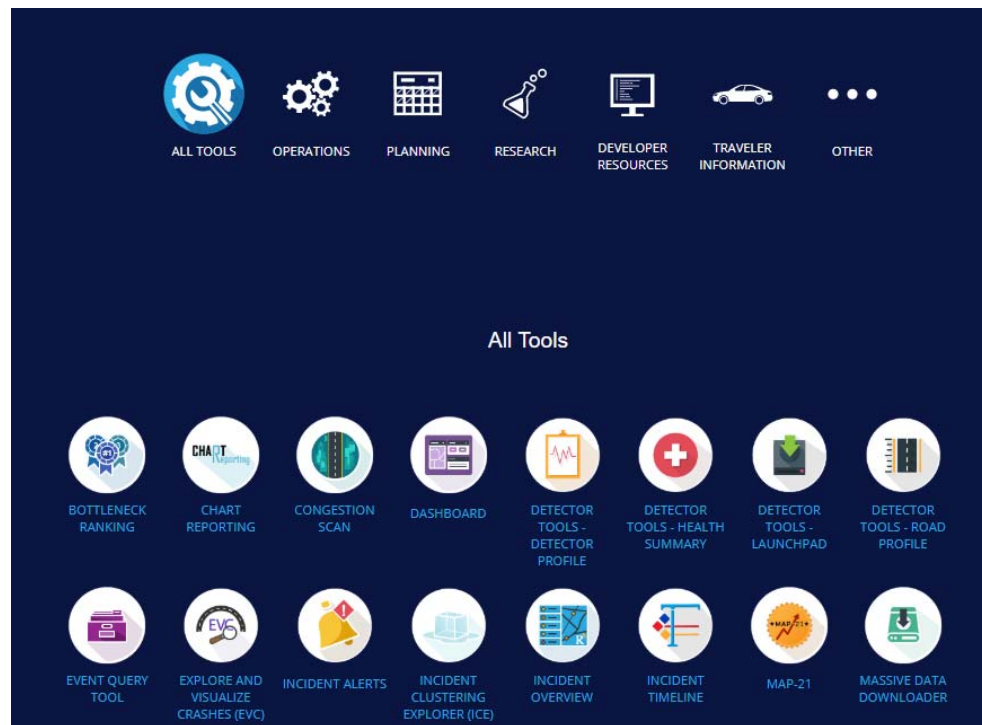 ALL TOOLS
OPERATIONS
PLANNING
RESEARCH
DEVELOPER
RESOURCES
TRAVELER
INFORMATION
OTHER
All Tools
#1
CHART
Reporting
BOTTLENECK
RANKING
CHART
REPORTING
CONGESTION
SCAN
DASHBOARD
DETECTOR
TOOLS -
DETECTOR
PROFILE
DETECTOR
TOOLS - HEALTH
SUMMARY
DETECTOR
TOOLS -
LAUNCHPAD
DETECTOR
TOOLS - ROAD
PROFILE
EVC
R
MAP-21
EVENT QUERY
TOOL
EXPLORE AND
VISUALIZE
CRASHES (EVC)
INCIDENT ALERTS
INCIDENT
CLUSTERING
EXPLORER (ICE)
INCIDENT
OVERVIEW
INCIDENT
TIMELINE
MAP-21
MASSIVE DATA
DOWNLOADER